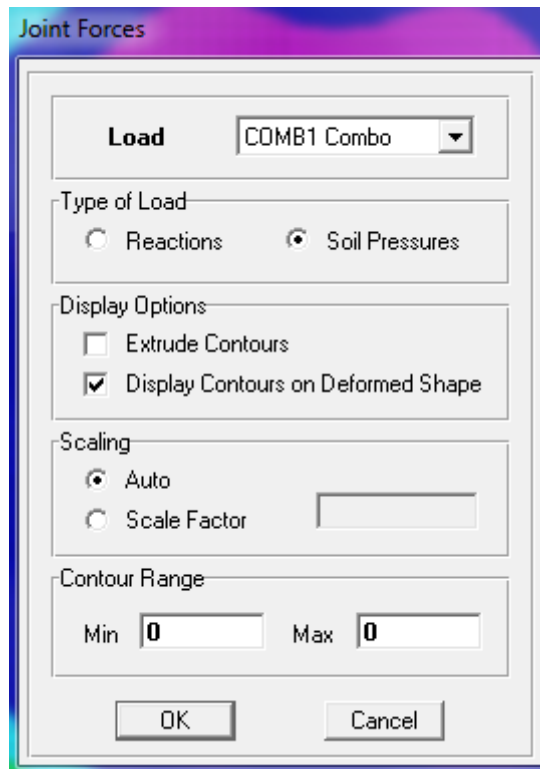 Joint Forces
Load COMB1 Combo
Type of Load
Reactions Soil Pressures
Display Options
Extrude Contours
Display Contours on Deformed Shape
Scaling
Auto
Scale Factor
Contour Range
Min 0 Max 0
OK Cancel